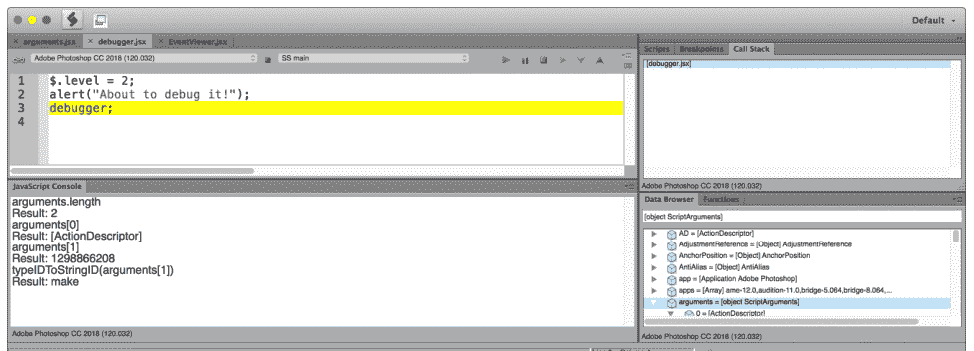 Default
× arguments.jsx × debugger.jsx × EventViewer.jsx
Adobe Photoshop CC 2018 (120.032) SS main
1 $.level = 2;
2 alert("About to debug it!");
3 debugger;
4
Scripts Breakpoints Call Stack
[debugger.jsx]
Adobe Photoshop CC 2018 (120.032)
JavaScript Console
arguments.length
Result: 2
arguments[0]
Result: [ActionDescriptor]
arguments[1]
Result: 1298866208
typeIDToStringID(arguments[1])
Result: make
Adobe Photoshop CC 2018 (120.032)
Data Browser Functions
[object ScriptArguments]
AD = [ActionDescriptor]
AdjustmentReference = [Object] AdjustmentReference
AnchorPosition = [Object] AnchorPosition
AntiAlias = [Object] AntiAlias
app = [Application Adobe Photoshop]
apps = [Array] ame-12.0,audition-11.0,bridge-5.064,bridge-8.064,...
arguments = [object ScriptArguments]
0 = [ActionDescriptor]
Adobe Photoshop CC 2018 (120.032)